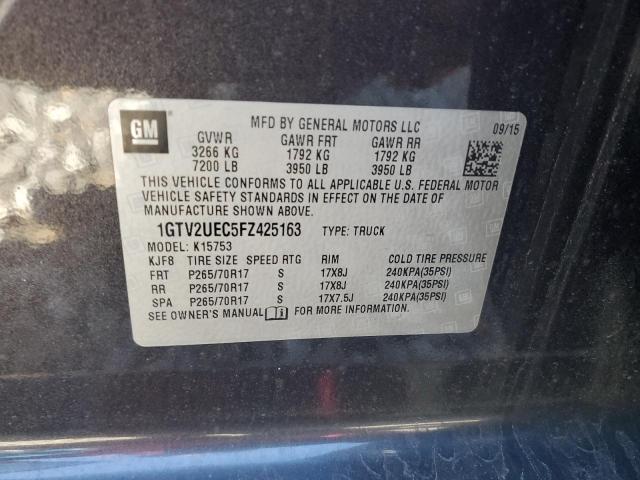 GM
MFD BY GENERAL MOTORS LLC 09/15
GVWR GAWR FRT GAWR RR
3266 KG 1792 KG 1792 KG
7200 LB 3950 LB 3950 LB
THIS VEHICLE CONFORMS TO ALL APPLICABLE U.S. FEDERAL MOTOR
VEHICLE SAFETY STANDARDS IN EFFECT ON THE DATE OF
MANUFACTURE SHOWN ABOVE.
1GTV2UEC5FZ425163 TYPE: TRUCK
MODEL: K15753
KJF8 TIRE SIZE SPEED RTG RIM COLD TIRE PRESSURE
FRT P265/70R17 S 17X8J 240KPA(35PSI)
RR P265/70R17 S 17X8J 240KPA(35PSI)
SPA P265/70R17 S 17X7.5J 240KPA(35PSI)
SEE OWNER'S MANUAL FOR MORE INFORMATION.